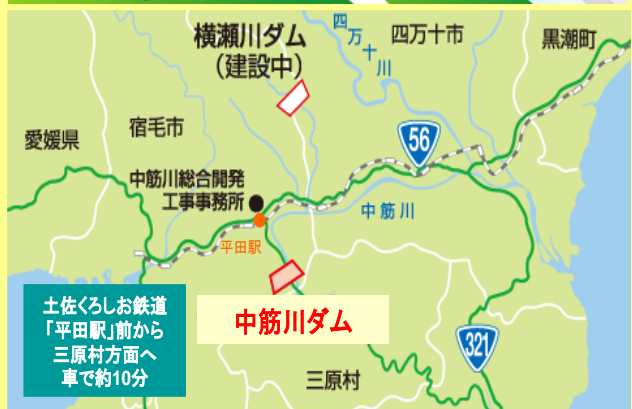 横瀬川ダム
（建設中）
四万十川
四万十市
黒潮町
愛媛県
宿毛市
56
中筋川総合開発
工事事務所
中筋川
平田駅
土佐くろしお鉄道
「平田駅」前から
三原村方面へ
車で約10分
中筋川ダム
321
三原村